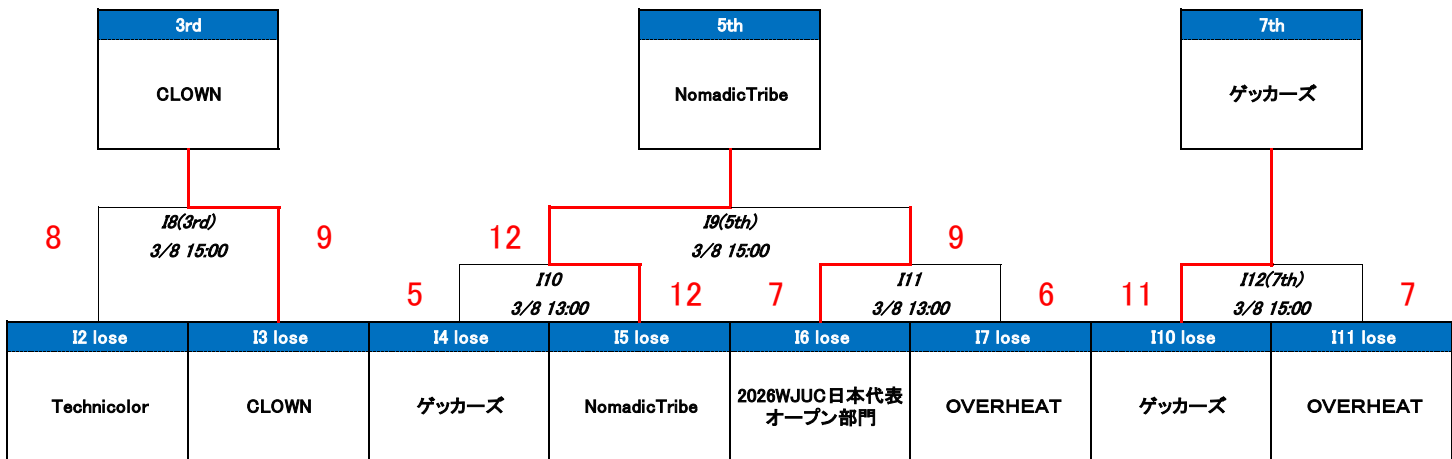 3rd
5th
7th
CLOWN
NomadicTribe
ゲッカーズ
8
I8(3rd)
3/8 15:00
9
12
I9(5th)
3/8 15:00
9
5
I10
3/8 13:00
12
7
I11
3/8 13:00
6
11
I12(7th)
3/8 15:00
7
I2 lose
I3 lose
I4 lose
I5 lose
I6 lose
I7 lose
I10 lose
I11 lose
Technicolor
CLOWN
ゲッカーズ
NomadicTribe
2026WJUC日本代表
オープン部門
OVERHEAT
ゲッカーズ
OVERHEAT